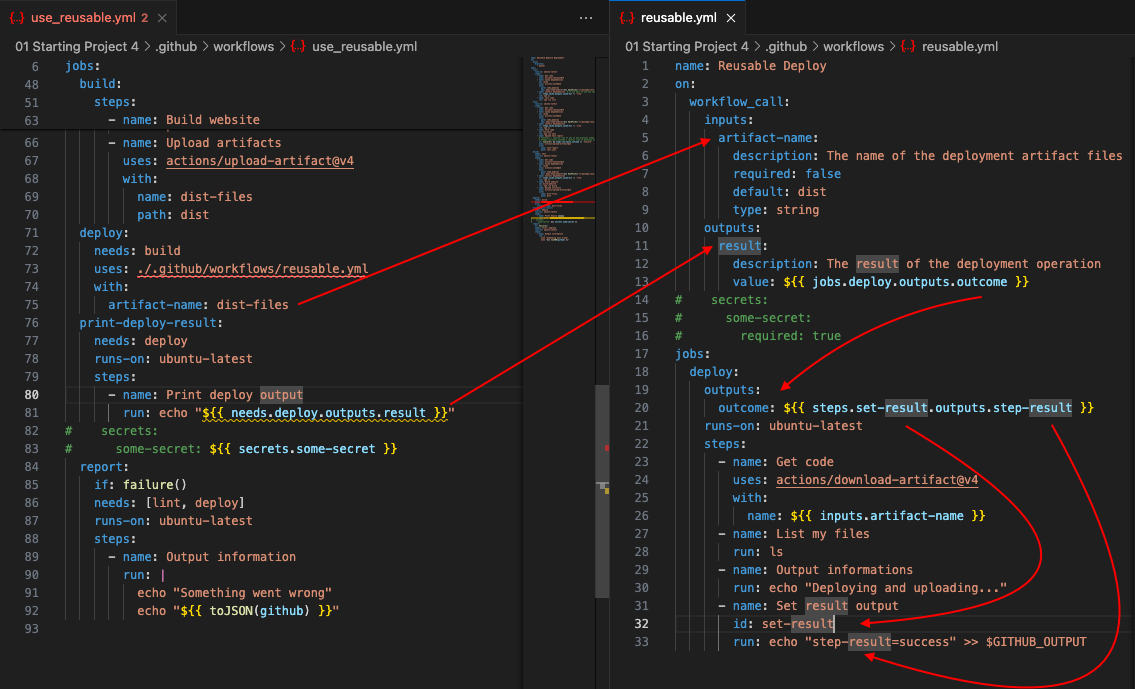 {..} use_reusable.yml 2 ×
01 Starting Project 4 > .github > workflows > {..} use_reusable.yml
6 jobs:
48 build:
51 steps:
63 - name: Build website
66 - name: Upload artifacts
67 uses: actions/upload-artifact@v4
68 with:
69 name: dist-files
70 path: dist
71 deploy:
72 needs: build
73 uses: ./.github/workflows/reusable.yml
74 with:
75 artifact-name: dist-files
76 print-deploy-result:
77 needs: deploy
78 runs-on: ubuntu-latest
79 steps:
80 - name: Print deploy output
81 run: echo "${{ needs.deploy.outputs.result }}"
82 # secrets:
83 # some-secret: ${{ secrets.some-secret }}
84 report:
85 if: failure()
86 needs: [lint, deploy]
87 runs-on: ubuntu-latest
88 steps:
89 - name: Output information
90 run: |
91 echo "Something went wrong"
92 echo "${{ toJSON(github) }}"
93
{..} reusable.yml ×
01 Starting Project 4 > .github > workflows > {..} reusable.yml
1 name: Reusable Deploy
2 on:
3 workflow_call:
4 inputs:
5 artifact-name:
6 description: The name of the deployment artifact files
7 required: false
8 default: dist
9 type: string
10 outputs:
11 result:
12 description: The result of the deployment operation
13 value: ${{ jobs.deploy.outputs.outcome }}
14 # secrets:
15 # some-secret:
16 # required: true
17 jobs:
18 deploy:
19 outputs:
20 outcome: ${{ steps.set-result.outputs.step-result }}
21 runs-on: ubuntu-latest
22 steps:
23 - name: Get code
24 uses: actions/download-artifact@v4
25 with:
26 name: ${{ inputs.artifact-name }}
27 - name: List my files
28 run: ls
29 - name: Output informations
30 run: echo "Deploying and uploading..."
31 - name: Set result output
32 id: set-result
33 run: echo "step-result=success" >> $GITHUB_OUTPUT